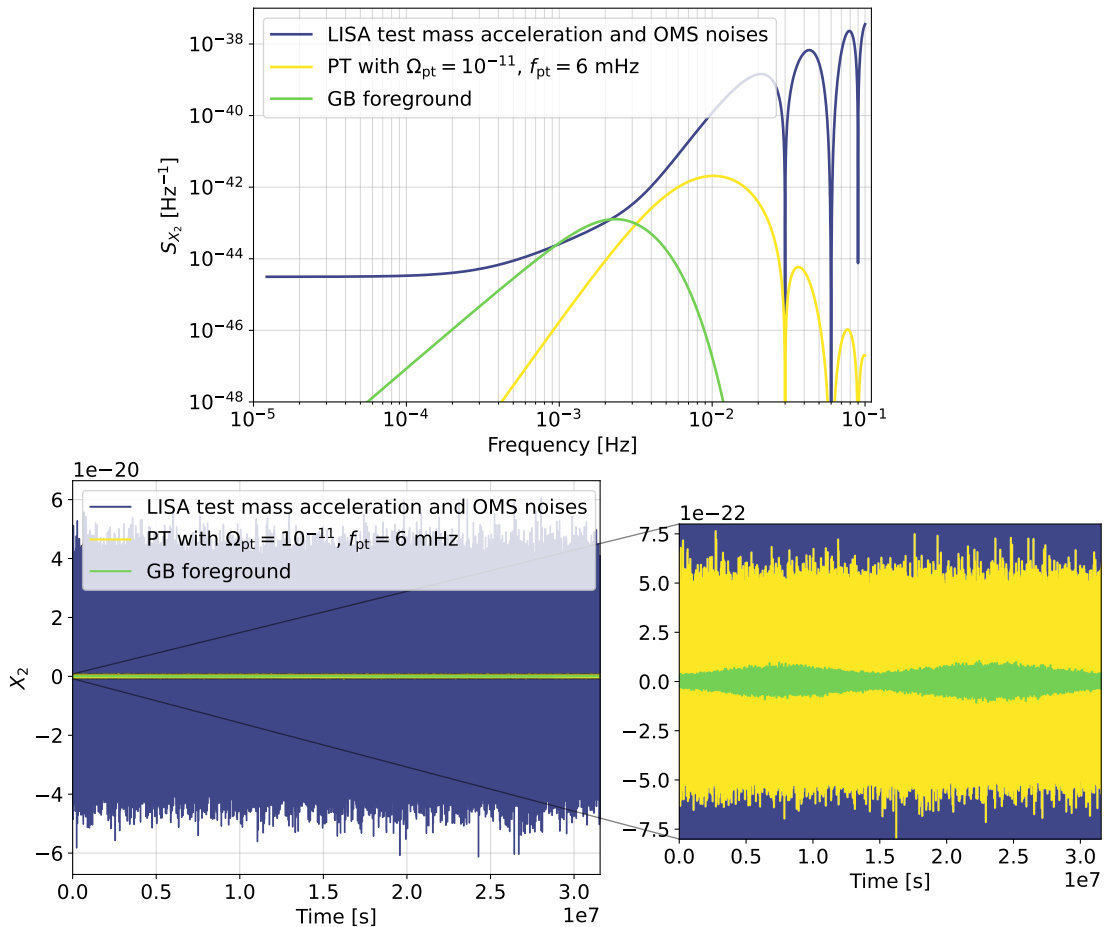 LISA test mass acceleration and OMS noises
PT with Ωpt = 10⁻¹¹, fpt = 6 mHz
GB foreground
10⁻³⁸
10⁻⁴⁰
10⁻⁴²
10⁻⁴⁴
10⁻⁴⁶
10⁻⁴⁸
S_X₂ [Hz⁻¹]
10⁻⁵ 10⁻⁴ 10⁻³ 10⁻² 10⁻¹
Frequency [Hz]
1e−20
LISA test mass acceleration and OMS noises
PT with Ωpt = 10⁻¹¹, fpt = 6 mHz
GB foreground
6
4
2
0
−2
−4
−6
X₂
0.0 0.5 1.0 1.5 2.0 2.5 3.0
Time [s]
1e7
1e−22
7.5
5.0
2.5
0.0
−2.5
−5.0
−7.5
0.0 0.5 1.0 1.5 2.0 2.5 3.0
Time [s]
1e7